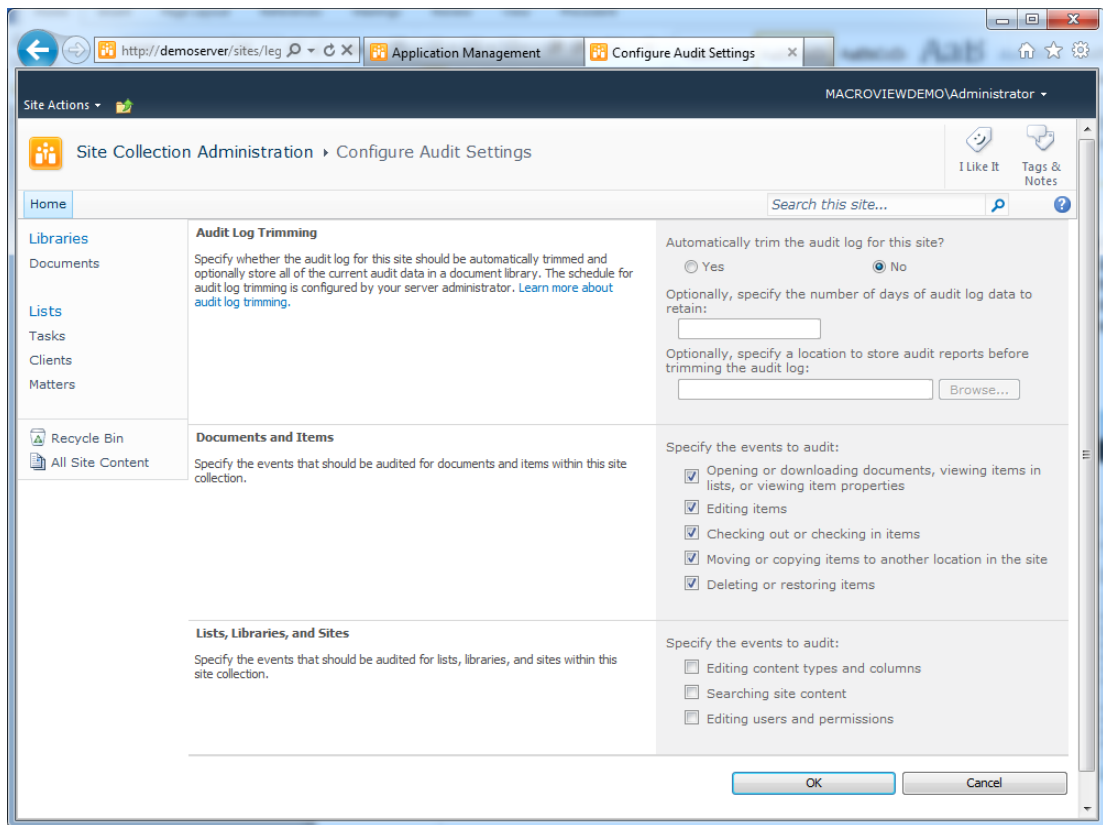 http://demoserver/sites/leg
Application Management
Configure Audit Settings
Site Actions
MACROVIEWDEMO\Administrator
Site Collection Administration
Configure Audit Settings
I Like It
Tags &
Notes
Home
Search this site...
Libraries
Documents
Lists
Tasks
Clients
Matters
Recycle Bin
All Site Content
Audit Log Trimming
Specify whether the audit log for this site should be automatically trimmed and
optionally store all of the current audit data in a document library. The schedule for
audit log trimming is configured by your server administrator. Learn more about
audit log trimming.
Automatically trim the audit log for this site?
Yes
No
Optionally, specify the number of days of audit log data to
retain:
Optionally, specify a location to store audit reports before
trimming the audit log:
Browse...
Documents and Items
Specify the events that should be audited for documents and items within this site
collection.
Specify the events to audit:
Opening or downloading documents, viewing items in
lists, or viewing item properties
Editing items
Checking out or checking in items
Moving or copying items to another location in the site
Deleting or restoring items
Lists, Libraries, and Sites
Specify the events that should be audited for lists, libraries, and sites within this
site collection.
Specify the events to audit:
Editing content types and columns
Searching site content
Editing users and permissions
OK
Cancel